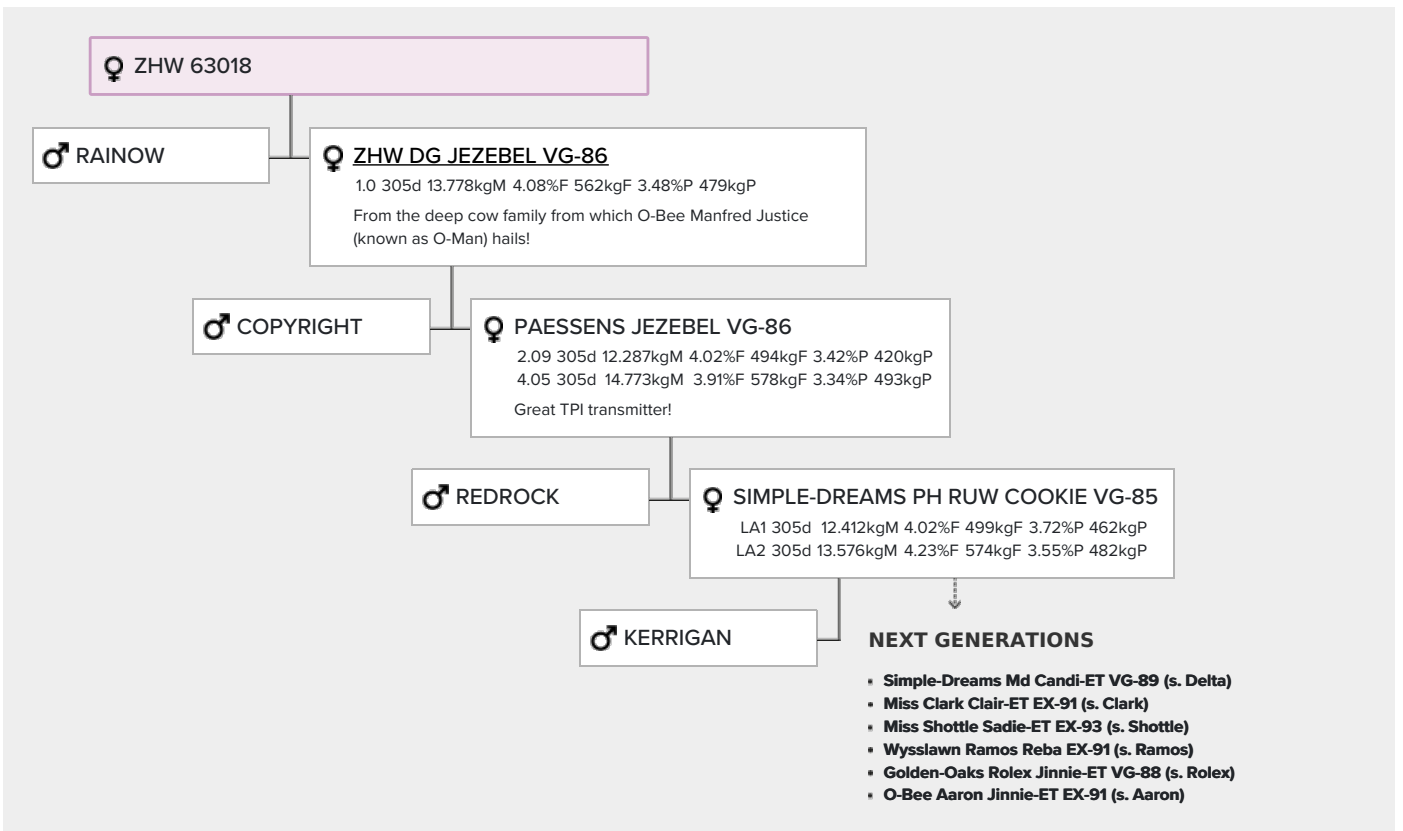 ZHW 63018
RAINOW
ZHW DG JEZEBEL VG-86
1.0 305d 13.778kgM 4.08%F 562kgF 3.48%P 479kgP
From the deep cow family from which O-Bee Manfred Justice
(known as O-Man) hails!
COPYRIGHT
PAESSENS JEZEBEL VG-86
2.09 305d 12.287kgM 4.02%F 494kgF 3.42%P 420kgP
4.05 305d 14.773kgM 3.91%F 578kgF 3.34%P 493kgP
Great TPI transmitter!
REDROCK
SIMPLE-DREAMS PH RUW COOKIE VG-85
LA1 305d 12.412kgM 4.02%F 499kgF 3.72%P 462kgP
LA2 305d 13.576kgM 4.23%F 574kgF 3.55%P 482kgP
KERRIGAN
NEXT GENERATIONS
▪ Simple-Dreams Md Candi-ET VG-89 (s. Delta)
▪ Miss Clark Clair-ET EX-91 (s. Clark)
▪ Miss Shottle Sadie-ET EX-93 (s. Shottle)
▪ Wysslawn Ramos Reba EX-91 (s. Ramos)
▪ Golden-Oaks Rolex Jinnie-ET VG-88 (s. Rolex)
▪ O-Bee Aaron Jinnie-ET EX-91 (s. Aaron)